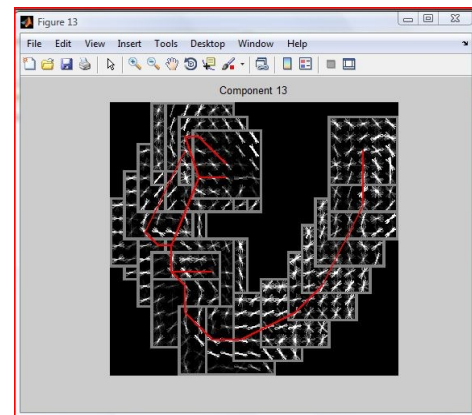 Figure 13
File Edit View Insert Tools Desktop Window Help
Component 13